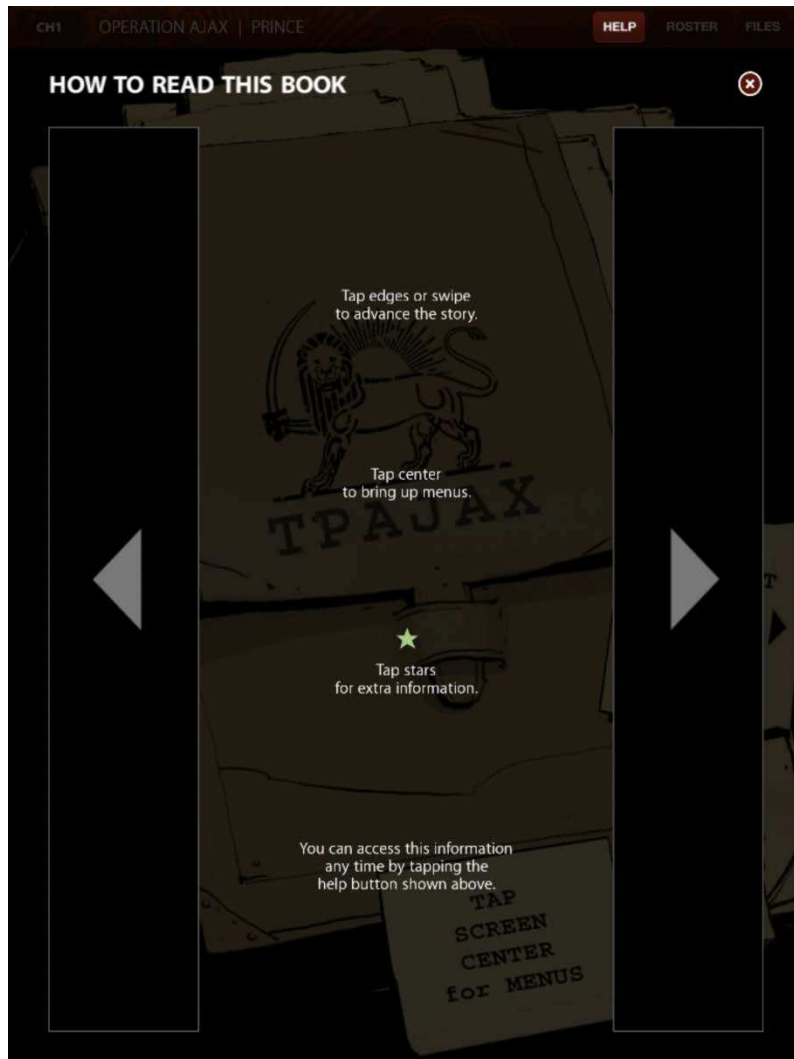 CH1 OPERATION AJAX | PRINCE HELP ROSTER FILES
HOW TO READ THIS BOOK
Tap edges or swipe
to advance the story.
Tap center
to bring up menus.
TPAJAX
Tap stars
for extra information.
You can access this information
any time by tapping the
help button shown above.
TAP
SCREEN
CENTER
for MENUS